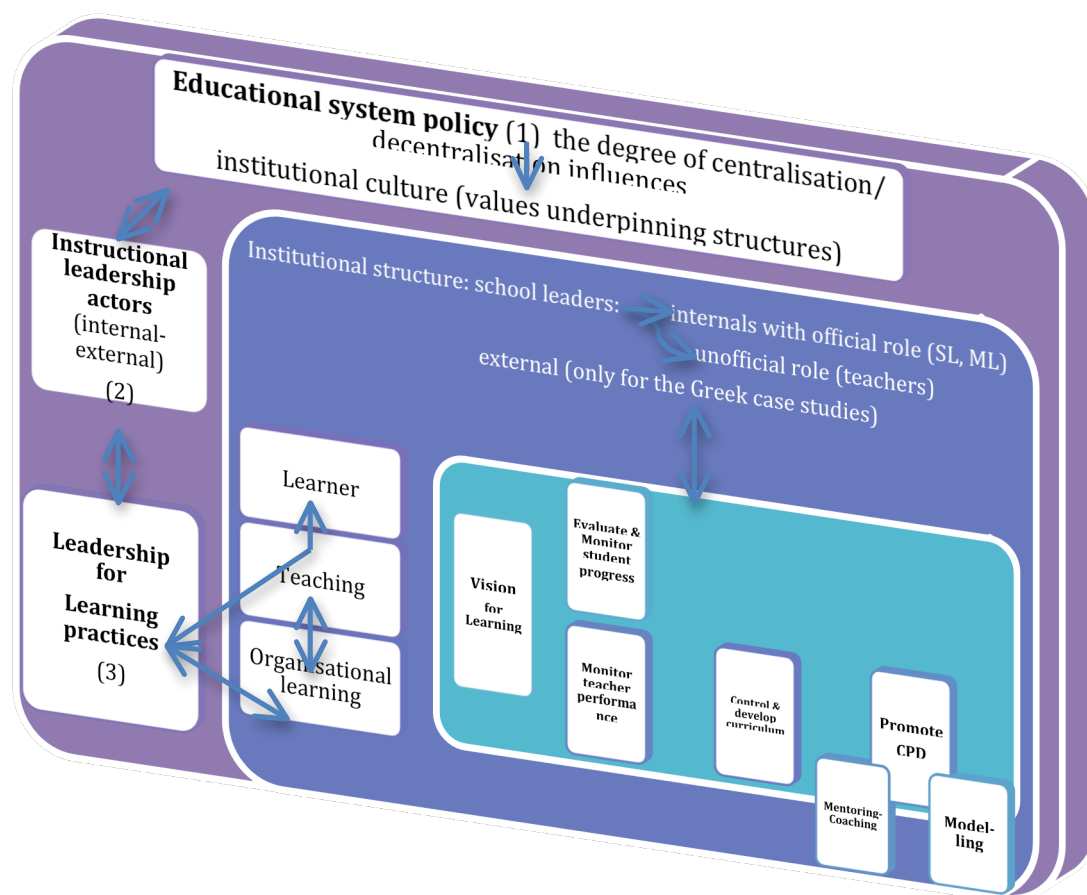 Educational system policy (1)  the degree of centralisation/
decentralisation influences
institutional culture (values underpinning structures)
Instructional
leadership
actors
(internal-
external)
(2)
Institutional structure: school leaders:
internals with official role (SL, ML)
unofficial role (teachers)
external (only for the Greek case studies)
Leadership
for
Learning
practices
(3)
Learner
Teaching
Organisational
learning
Vision
for
Learning
Evaluate &
Monitor
student
progress
Monitor
teacher
performa
nce
Control &
develop
curriculum
Promote
CPD
Mentoring-
Coaching
Model-
ling